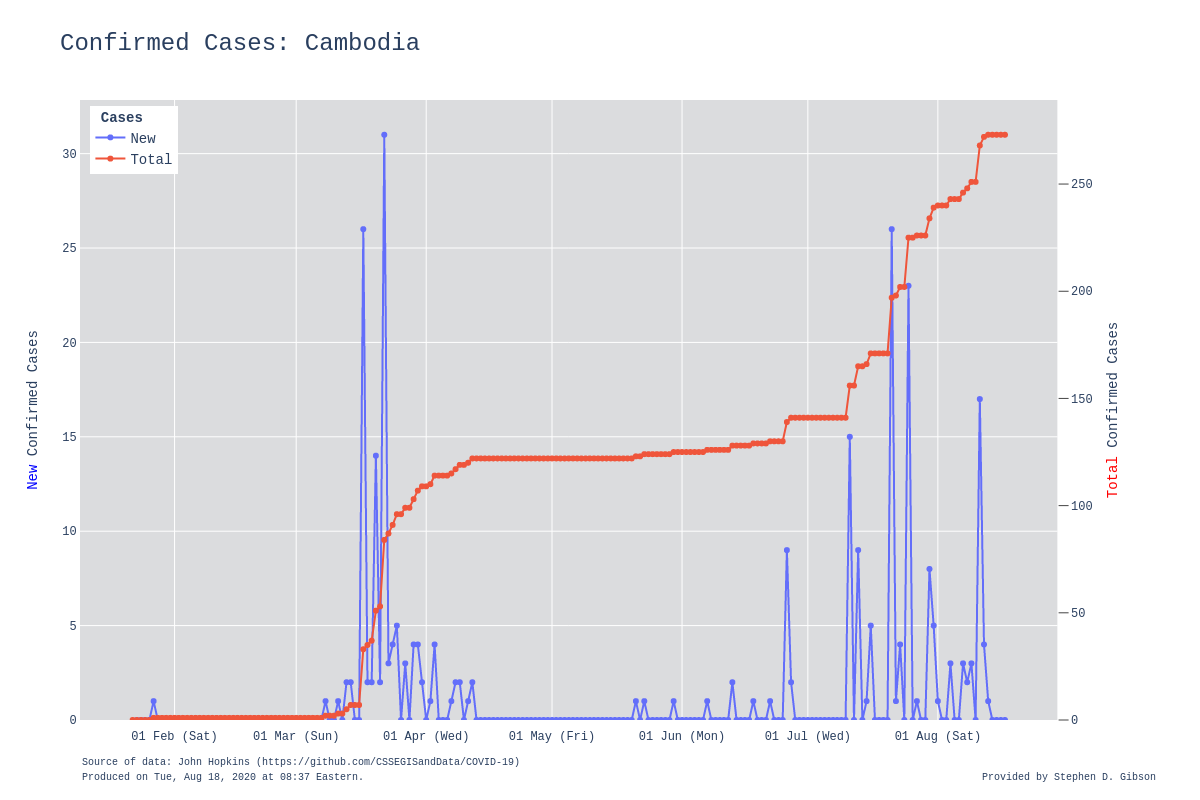 Confirmed Cases: Cambodia
Cases
New
Total
30
25
20
15
10
5
0
250
200
150
100
50
0
New Confirmed Cases
Total Confirmed Cases
01 Feb (Sat) 01 Mar (Sun) 01 Apr (Wed) 01 May (Fri) 01 Jun (Mon) 01 Jul (Wed) 01 Aug (Sat)
Source of data: John Hopkins (https://github.com/CSSEGISandData/COVID-19)
Produced on Tue, Aug 18, 2020 at 08:37 Eastern.
Provided by Stephen D. Gibson